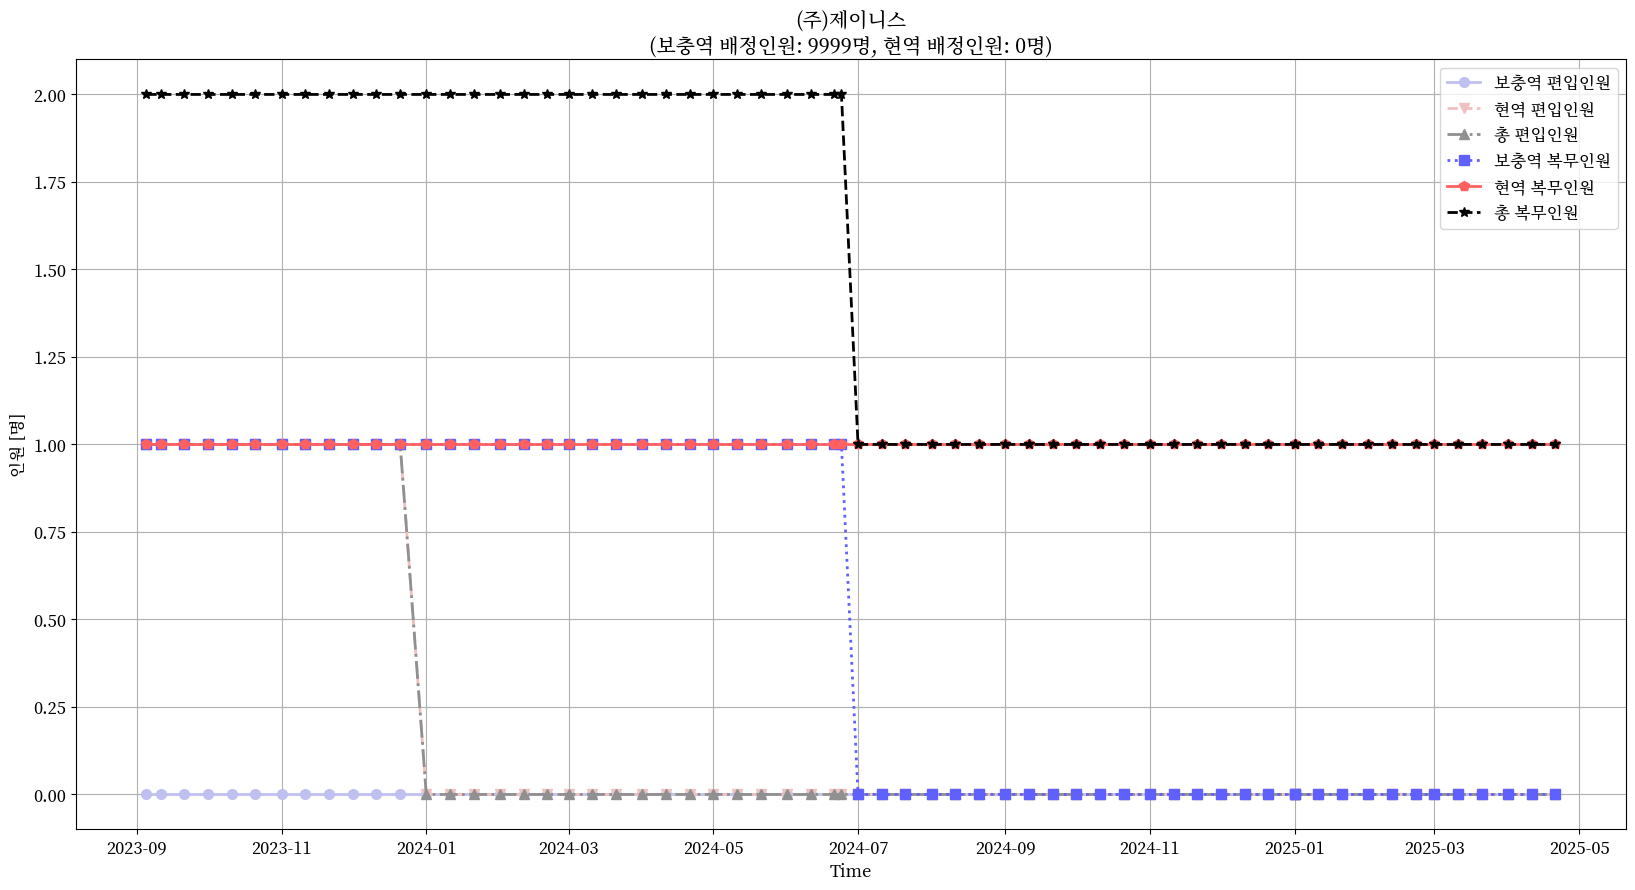 (주)제이니스
(보충역 배정인원: 9999명, 현역 배정인원: 0명)
보충역 편입인원
현역 편입인원
총 편입인원
보충역 복무인원
현역 복무인원
총 복무인원
2.00
1.75
1.50
1.25
1.00
0.75
0.50
0.25
0.00
인원 [명]
2023-09 2023-11 2024-01 2024-03 2024-05 2024-07 2024-09 2024-11 2025-01 2025-03 2025-05
Time